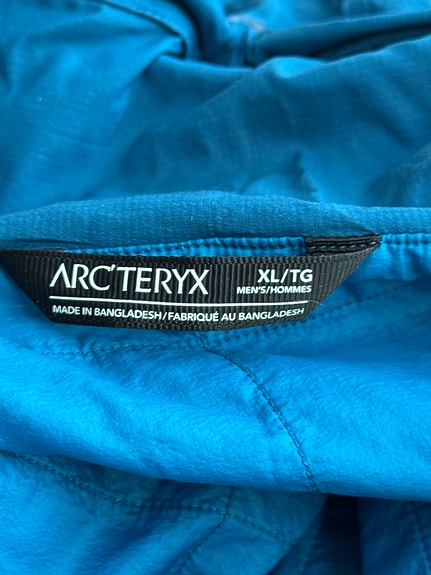 ARC'TERYX
XL/TG
MEN'S/HOMMES
MADE IN BANGLADESH/FABRIQUÉ AU BANGLADESH